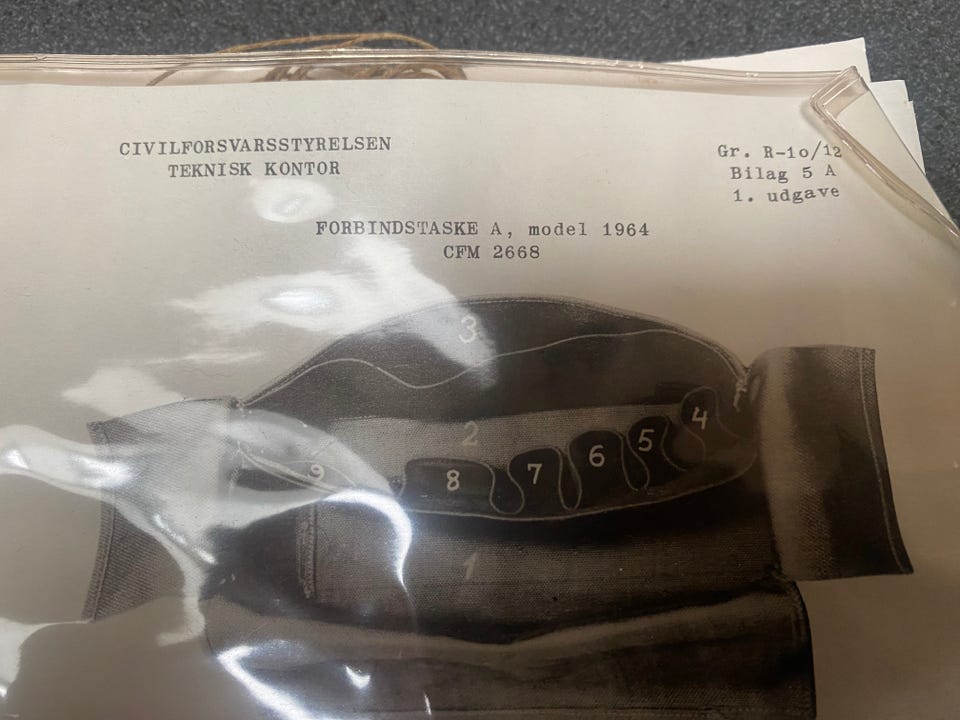 CIVILFORSVARSSTYRELSEN
TEKNISK KONTOR
Gr. R-1o/12
Bilag 5 A
1. udgave
FORBINDSTASKE A, model 1964
CFM 2668
3
2
4
5
6
7
8
9
1